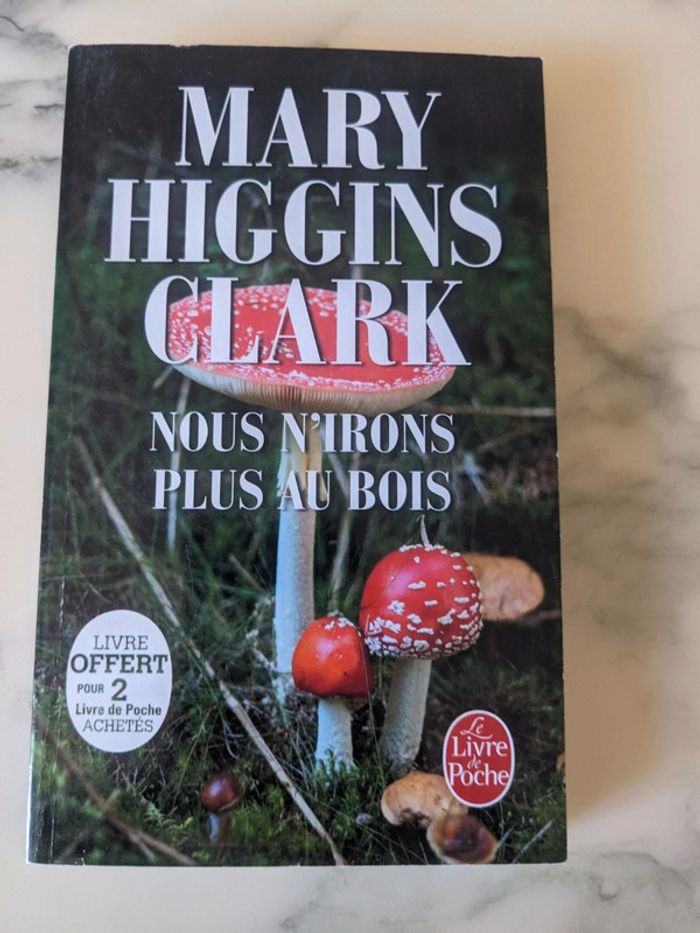 MARY
HIGGINS
CLARK
NOUS N'IRONS
PLUS AU BOIS
LIVRE
OFFERT
POUR 2
Livre de Poche
ACHETÉS
Le
Livre
de
Poche